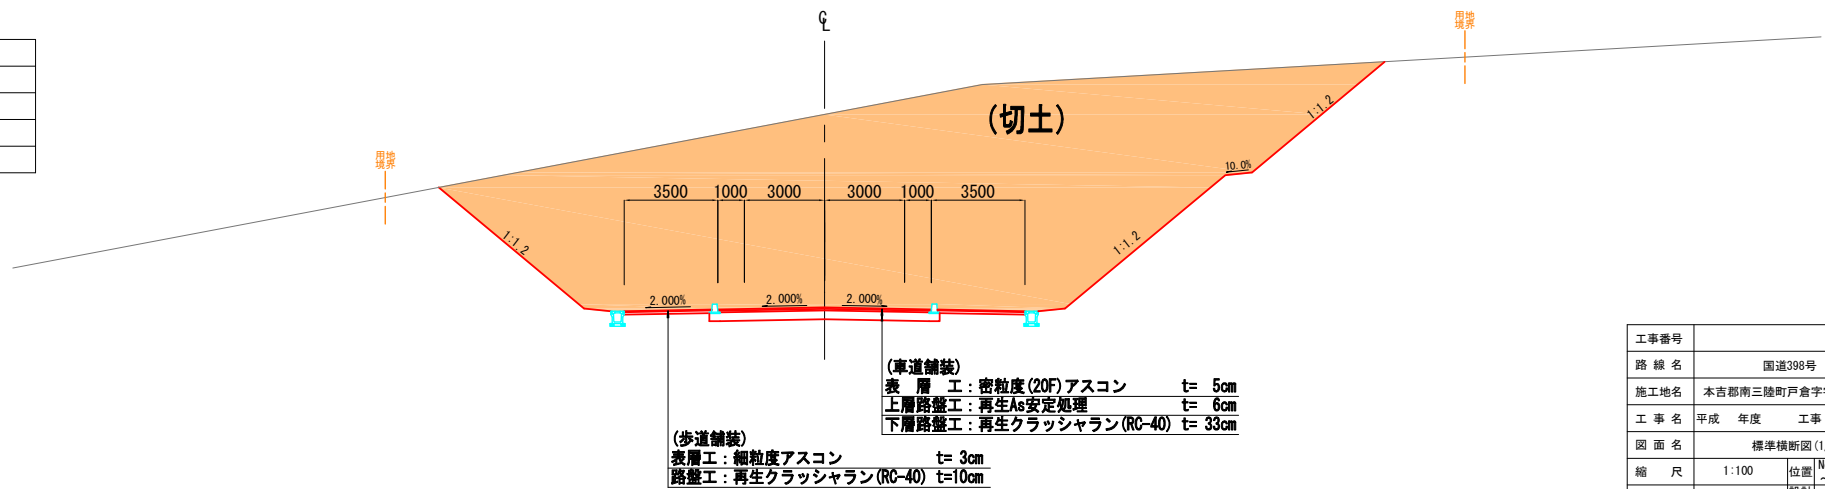 ℄
用地
境界
用地
境界
(切土)
1:1.2
10.0%
3500 1000 3000 3000 1000 3500
1:1.2
1:1.2
2.000% 2.000% 2.000%
(車道舗装)
表 層 工：密粒度(20F)アスコン t= 5cm
上層路盤工：再生As安定処理 t= 6cm
下層路盤工：再生クラッシャラン(RC-40) t= 33cm
(歩道舗装)
表層工：細粒度アスコン t= 3cm
路盤工：再生クラッシャラン(RC-40) t=10cm
工事番号
路 線 名 国道398号
施工地名 本吉郡南三陸町戸倉字
工 事 名 平成 年度 工事
図 面 名 標準横断図(1
縮 尺 1:100 位置